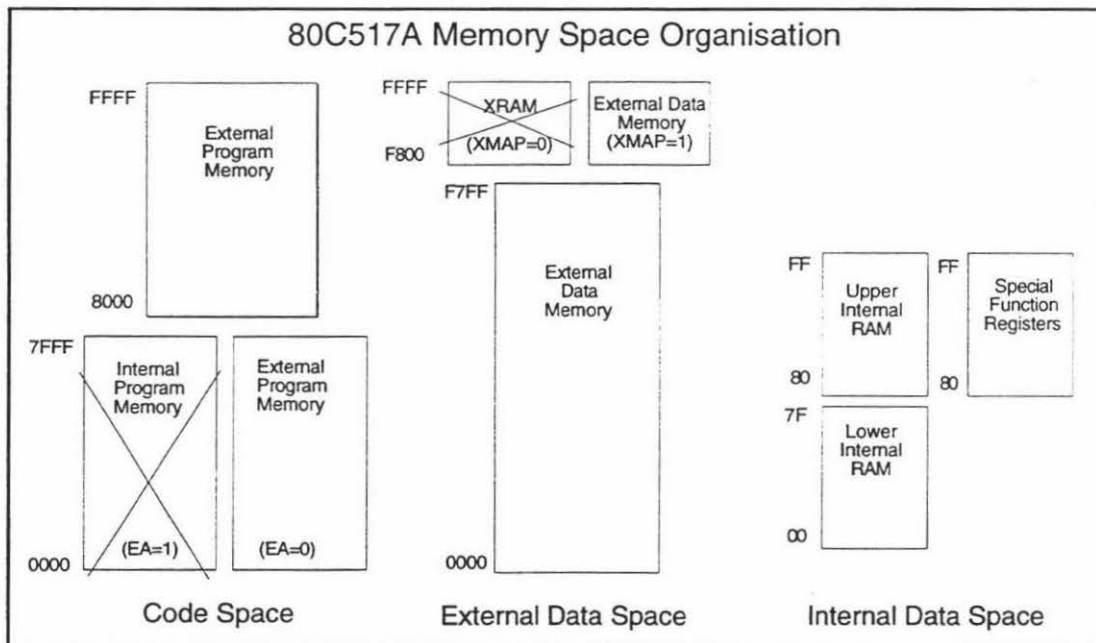 80C517A Memory Space Organisation
FFFF
External
Program
Memory
8000
7FFF
Internal
Program
Memory
(EA=1)
0000
External
Program
Memory
(EA=0)
Code Space
FFFF
XRAM
(XMAP=0)
F800
External Data
Memory
(XMAP=1)
F7FF
External
Data
Memory
0000
External Data Space
FF
Upper
Internal
RAM
80
FF
Special
Function
Registers
80
7F
Lower
Internal
RAM
00
Internal Data Space